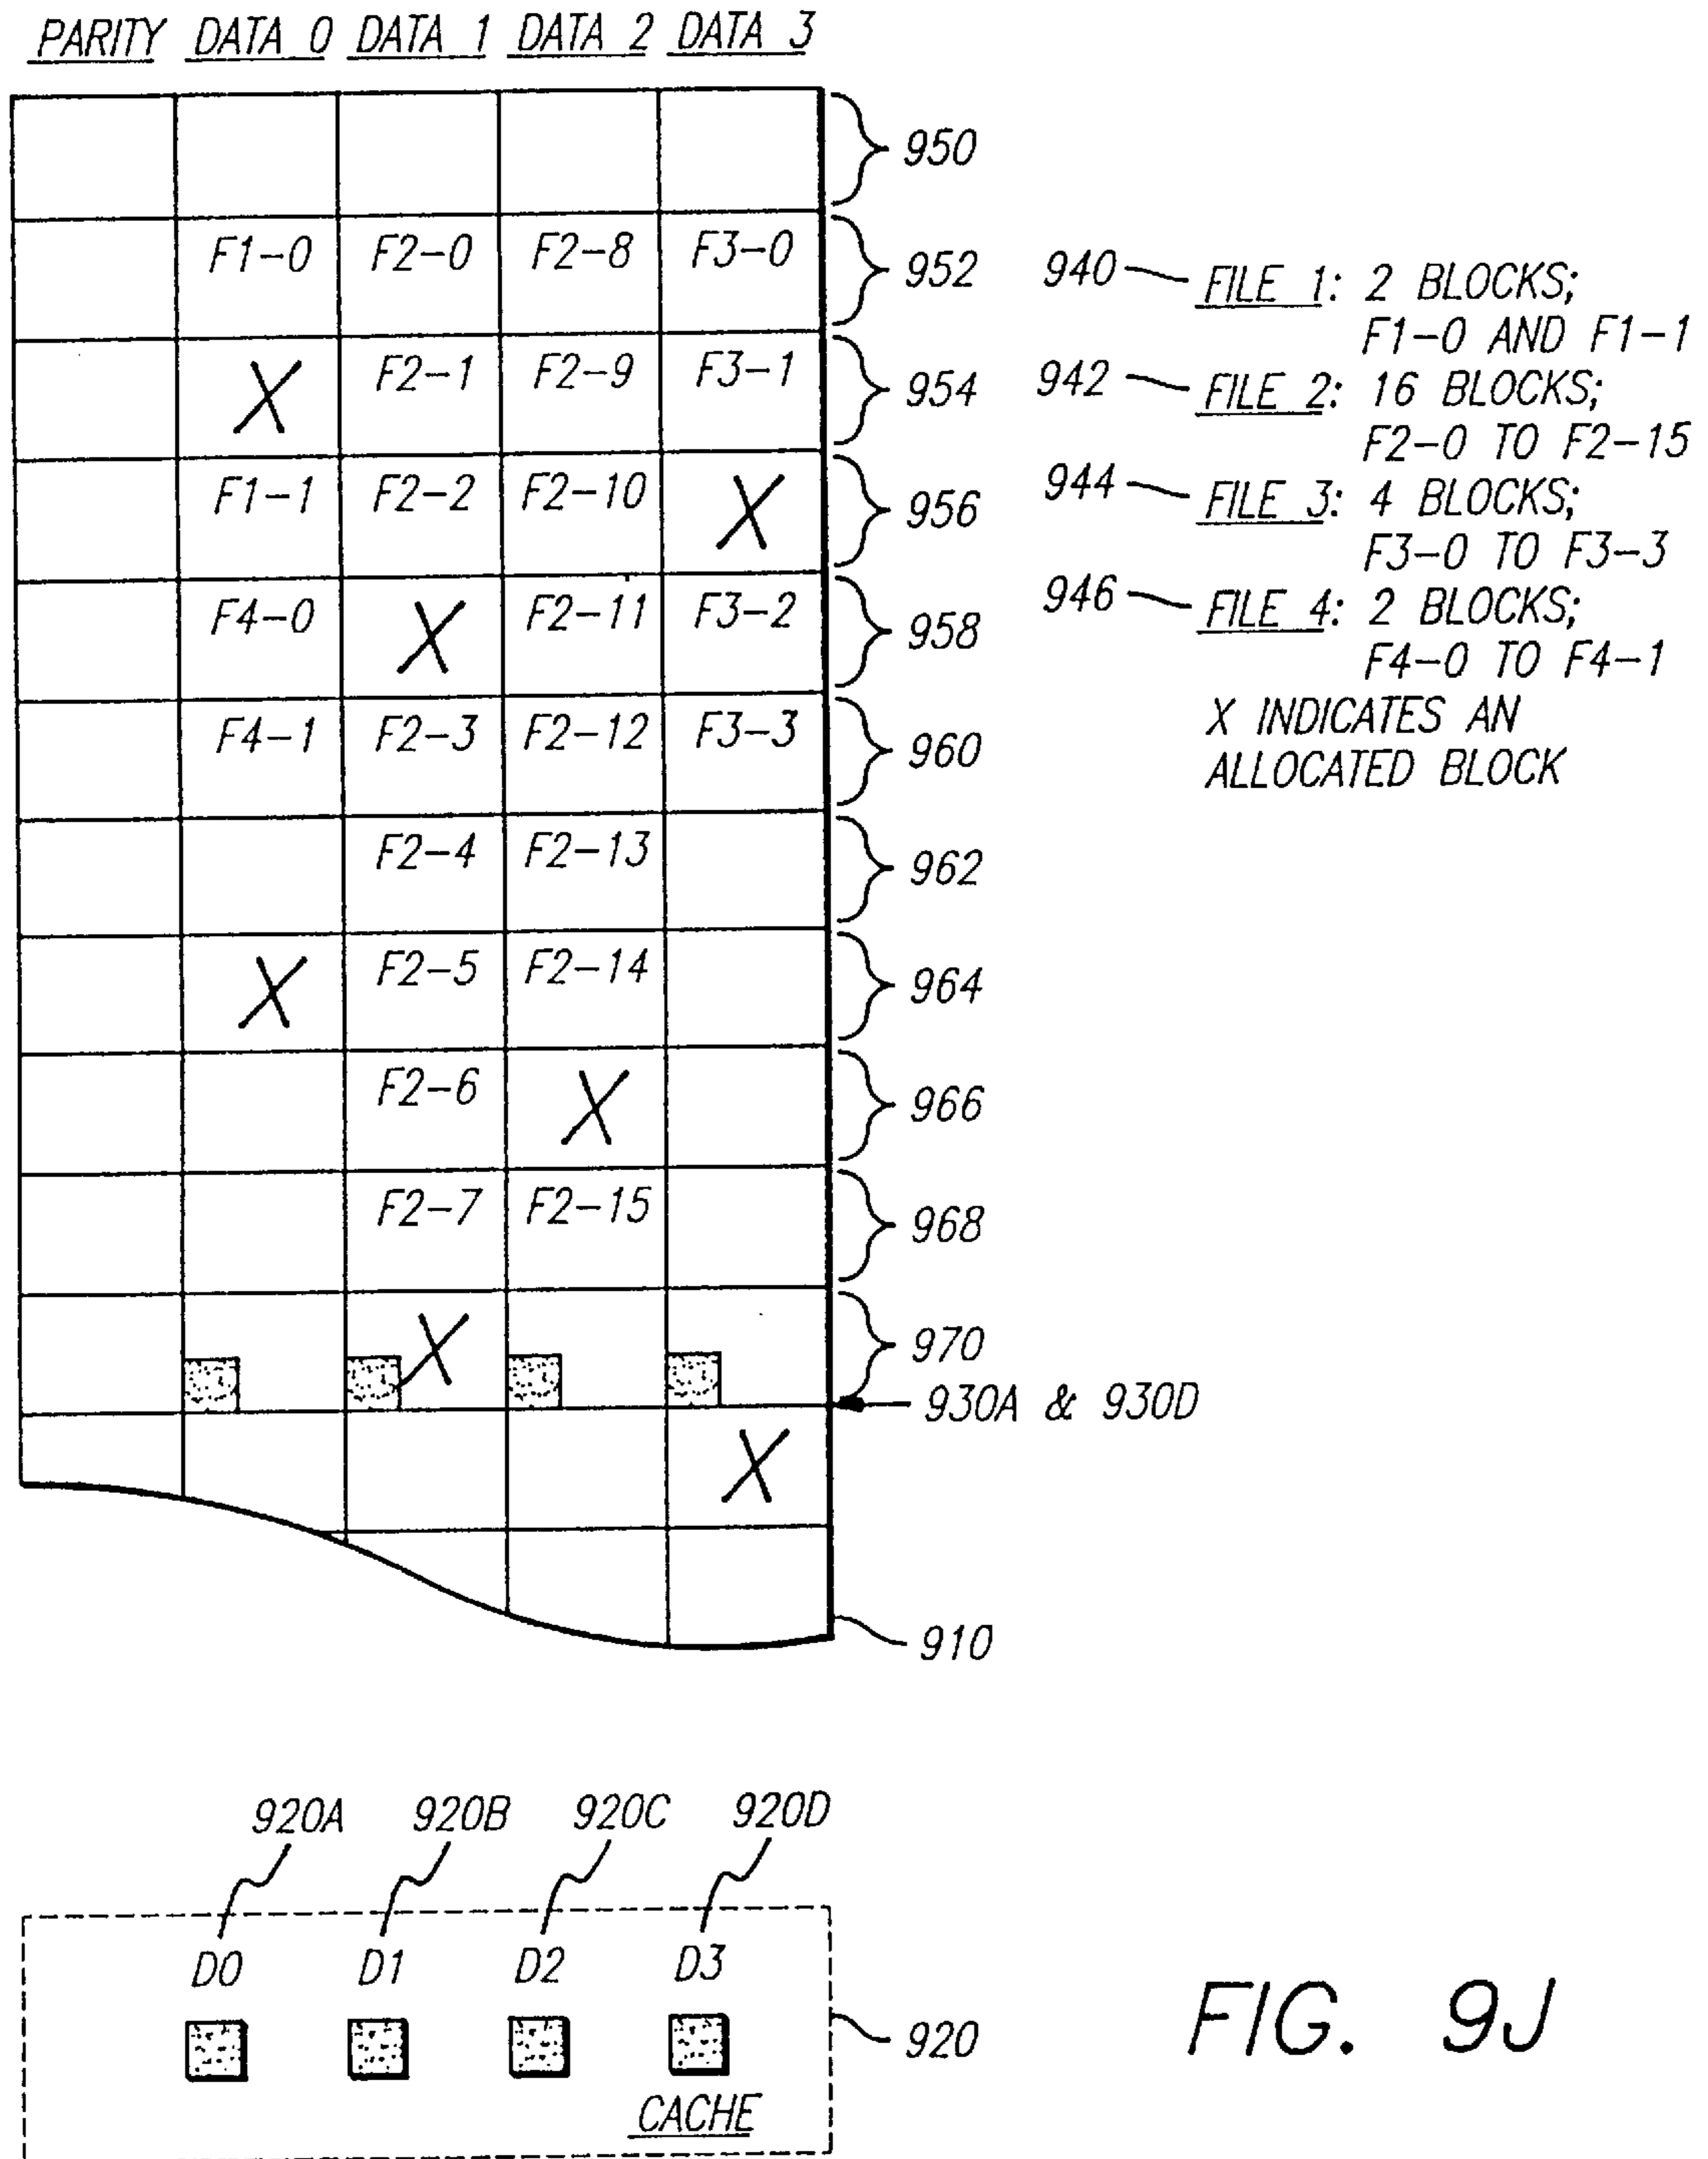 PARITY DATA 0 DATA 1 DATA 2 DATA 3
950
F1-0 F2-0 F2-8 F3-0 952
X F2-1 F2-9 F3-1 954
F1-1 F2-2 F2-10 X 956
F4-0 X F2-11 F3-2 958
F4-1 F2-3 F2-12 F3-3 960
F2-4 F2-13 962
X F2-5 F2-14 964
F2-6 X 966
F2-7 F2-15 968
X 970
930A & 930D
X
910
940 FILE 1: 2 BLOCKS;
F1-0 AND F1-1
942 FILE 2: 16 BLOCKS;
F2-0 TO F2-15
944 FILE 3: 4 BLOCKS;
F3-0 TO F3-3
946 FILE 4: 2 BLOCKS;
F4-0 TO F4-1
X INDICATES AN
ALLOCATED BLOCK
920A 920B 920C 920D
D0 D1 D2 D3
920
CACHE
FIG. 9J